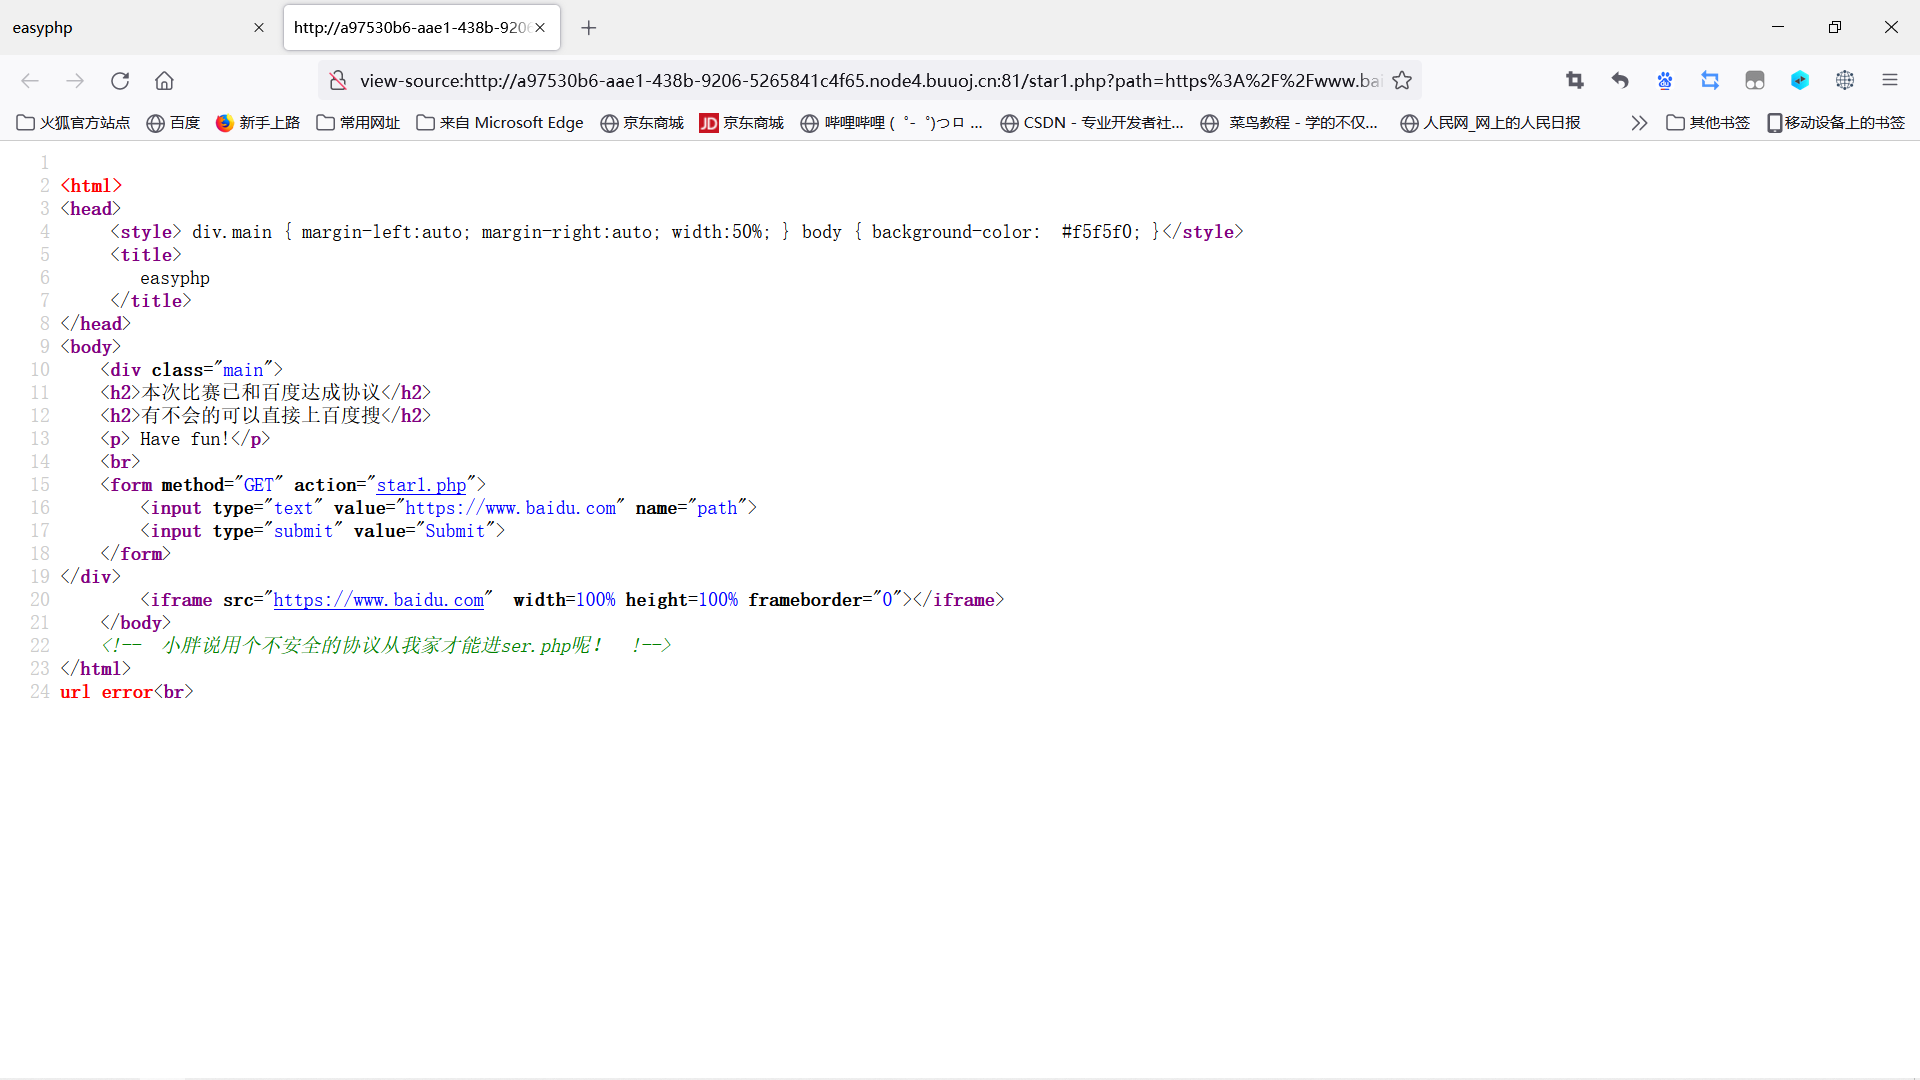 easyphp
http://a97530b6-aae1-438b-9206
view-source:http://a97530b6-aae1-438b-9206-5265841c4f65.node4.buuoj.cn:81/star1.php?path=https%3A%2F%2Fwww.bai
火狐官方站点 百度 新手上路 常用网址 来自 Microsoft Edge 京东商城 JD 京东商城 哔哩哔哩 ( ゜- ゜)つロ ... CSDN - 专业开发者社... 菜鸟教程 - 学的不仅... 人民网_网上的人民日报 其他书签 移动设备上的书签
1
2 <html>
3 <head>
4 <style> div.main { margin-left:auto; margin-right:auto; width:50%; } body { background-color:  #f5f5f0; }</style>
5 <title>
6 easyphp
7 </title>
8 </head>
9 <body>
10 <div class="main">
11 <h2>本次比赛已和百度达成协议</h2>
12 <h2>有不会的可以直接上百度搜</h2>
13 <p> Have fun!</p>
14 <br>
15 <form method="GET" action="star1.php">
16 <input type="text" value="https://www.baidu.com" name="path">
17 <input type="submit" value="Submit">
18 </form>
19 </div>
20 <iframe src="https://www.baidu.com"  width=100% height=100% frameborder="0"></iframe>
21 </body>
22 <!--  小胖说用个不安全的协议从我家才能进ser.php呢！  !-->
23 </html>
24 url error<br>